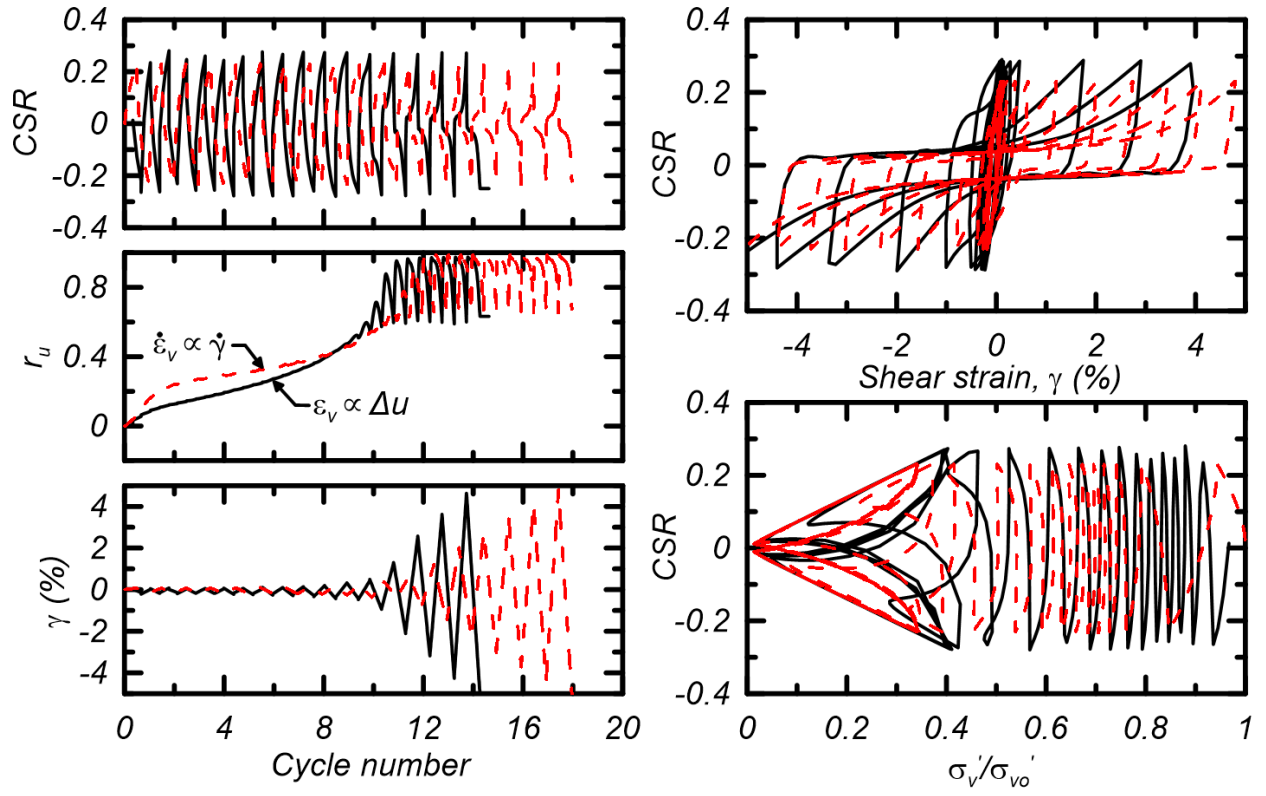 0.4
0.2
0
-0.2
-0.4
CSR
0.8
0.4
0
r_u
ε̇_v ∝ γ̇
ε_v ∝ Δu
4
2
0
-2
-4
γ (%)
0 4 8 12 16 20
Cycle number
0.4
0.2
0
-0.2
-0.4
CSR
-4 -2 0 2 4
Shear strain, γ (%)
0.4
0.2
0
-0.2
-0.4
CSR
0 0.2 0.4 0.6 0.8 1
σ_v'/σ_vo'